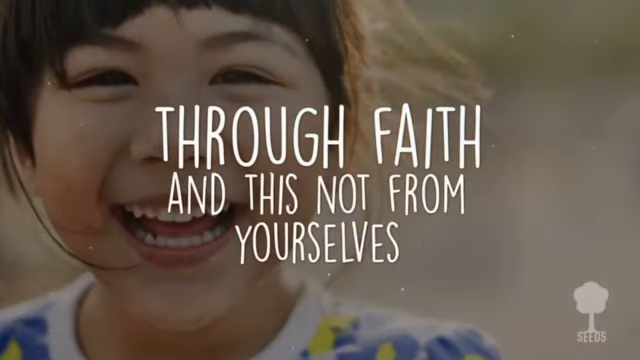 THROUGH FAITH
AND THIS NOT FROM
YOURSELVES
SEEDS